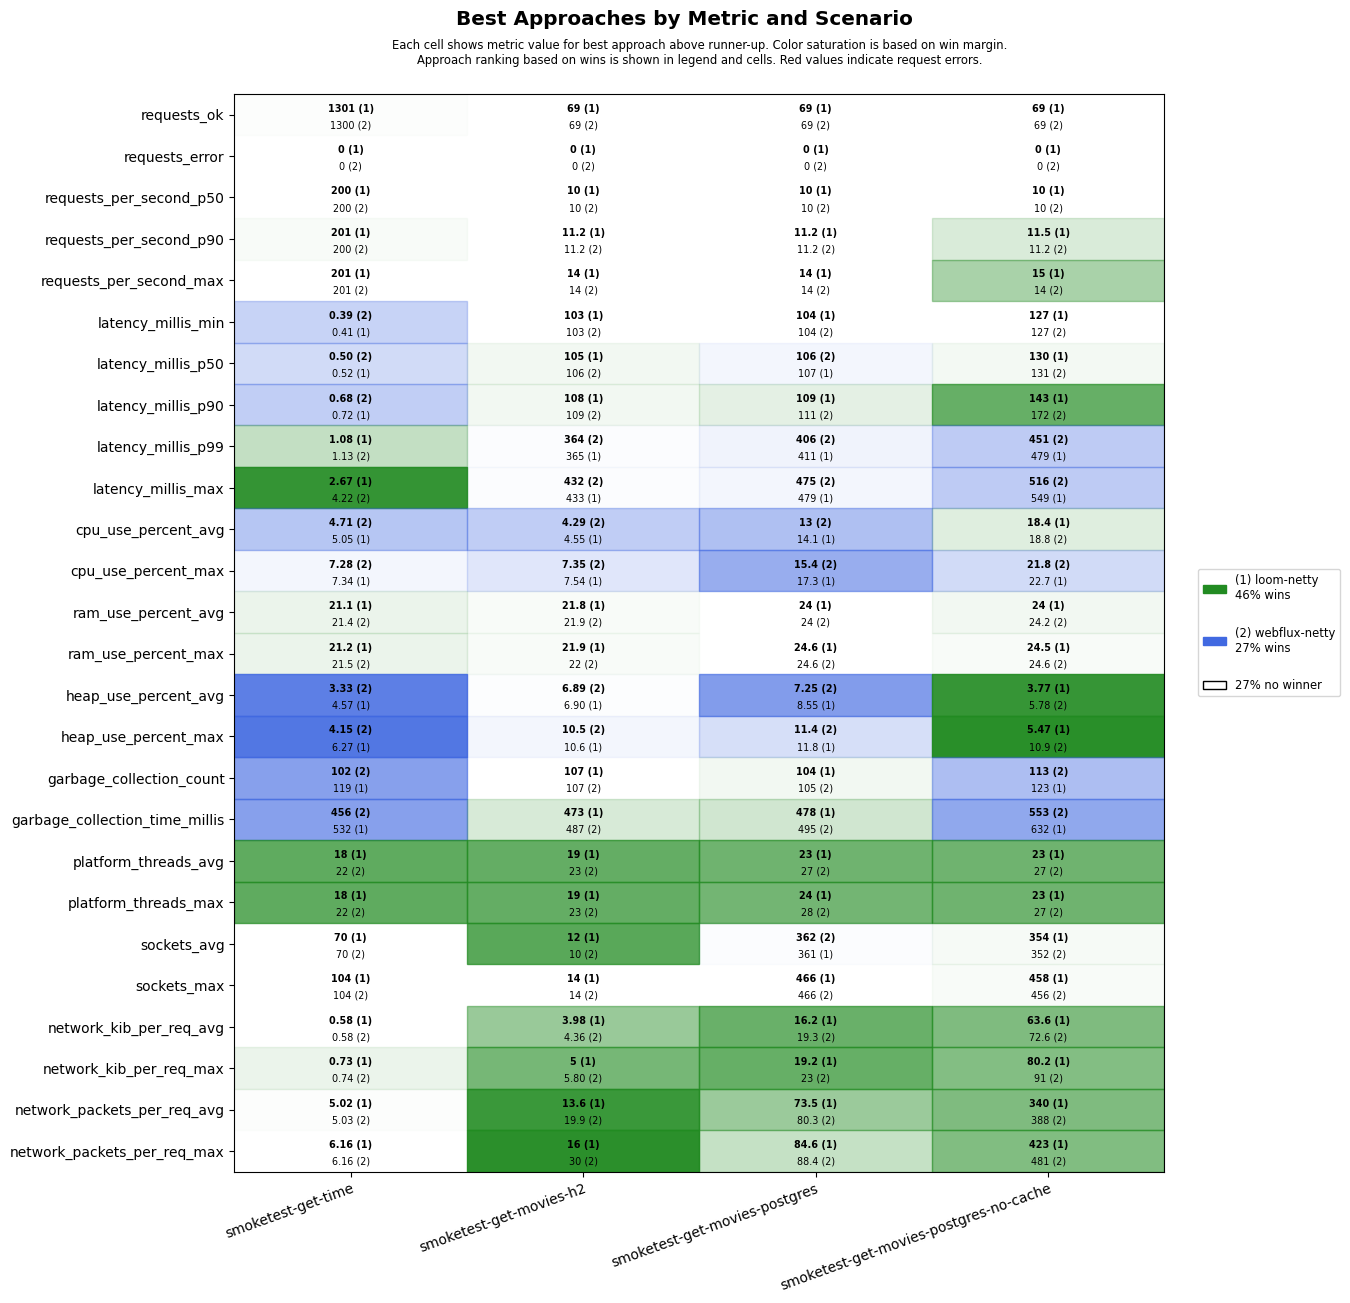 Best Approaches by Metric and Scenario
Each cell shows metric value for best approach above runner-up. Color saturation is based on win margin.
Approach ranking based on wins is shown in legend and cells. Red values indicate request errors.
requests_ok
1301 (1) 69 (1) 69 (1) 69 (1)
1300 (2) 69 (2) 69 (2) 69 (2)
requests_error
0 (1) 0 (1) 0 (1) 0 (1)
0 (2) 0 (2) 0 (2) 0 (2)
requests_per_second_p50
200 (1) 10 (1) 10 (1) 10 (1)
200 (2) 10 (2) 10 (2) 10 (2)
requests_per_second_p90
201 (1) 11.2 (1) 11.2 (1) 11.5 (1)
200 (2) 11.2 (2) 11.2 (2) 11.2 (2)
requests_per_second_max
201 (1) 14 (1) 14 (1) 15 (1)
201 (2) 14 (2) 14 (2) 14 (2)
latency_millis_min
0.39 (2) 103 (1) 104 (1) 127 (1)
0.41 (1) 103 (2) 104 (2) 127 (2)
latency_millis_p50
0.50 (2) 105 (1) 106 (2) 130 (1)
0.52 (1) 106 (2) 107 (1) 131 (2)
latency_millis_p90
0.68 (2) 108 (1) 109 (1) 143 (1)
0.72 (1) 109 (2) 111 (2) 172 (2)
latency_millis_p99
1.08 (1) 364 (2) 406 (2) 451 (2)
1.13 (2) 365 (1) 411 (1) 479 (1)
latency_millis_max
2.67 (1) 432 (2) 475 (2) 516 (2)
4.22 (2) 433 (1) 479 (1) 549 (1)
cpu_use_percent_avg
4.71 (2) 4.29 (2) 13 (2) 18.4 (1)
5.05 (1) 4.55 (1) 14.1 (1) 18.8 (2)
cpu_use_percent_max
7.28 (2) 7.35 (2) 15.4 (2) 21.8 (2)
7.34 (1) 7.54 (1) 17.3 (1) 22.7 (1)
ram_use_percent_avg
21.1 (1) 21.8 (1) 24 (1) 24 (1)
21.4 (2) 21.9 (2) 24 (2) 24.2 (2)
ram_use_percent_max
21.2 (1) 21.9 (1) 24.6 (1) 24.5 (1)
21.5 (2) 22 (2) 24.6 (2) 24.6 (2)
heap_use_percent_avg
3.33 (2) 6.89 (2) 7.25 (2) 3.77 (1)
4.57 (1) 6.90 (1) 8.55 (1) 5.78 (2)
heap_use_percent_max
4.15 (2) 10.5 (2) 11.4 (2) 5.47 (1)
6.27 (1) 10.6 (1) 11.8 (1) 10.9 (2)
garbage_collection_count
102 (2) 107 (1) 104 (1) 113 (2)
119 (1) 107 (2) 105 (2) 123 (1)
garbage_collection_time_millis
456 (2) 473 (1) 478 (1) 553 (2)
532 (1) 487 (2) 495 (2) 632 (1)
platform_threads_avg
18 (1) 19 (1) 23 (1) 23 (1)
22 (2) 23 (2) 27 (2) 27 (2)
platform_threads_max
18 (1) 19 (1) 24 (1) 23 (1)
22 (2) 23 (2) 28 (2) 27 (2)
sockets_avg
70 (1) 12 (1) 362 (2) 354 (1)
70 (2) 10 (2) 361 (1) 352 (2)
sockets_max
104 (1) 14 (1) 466 (1) 458 (1)
104 (2) 14 (2) 466 (2) 456 (2)
network_kib_per_req_avg
0.58 (1) 3.98 (1) 16.2 (1) 63.6 (1)
0.58 (2) 4.36 (2) 19.3 (2) 72.6 (2)
network_kib_per_req_max
0.73 (1) 5 (1) 19.2 (1) 80.2 (1)
0.74 (2) 5.80 (2) 23 (2) 91 (2)
network_packets_per_req_avg
5.02 (1) 13.6 (1) 73.5 (1) 340 (1)
5.03 (2) 19.9 (2) 80.3 (2) 388 (2)
network_packets_per_req_max
6.16 (1) 16 (1) 84.6 (1) 423 (1)
6.16 (2) 30 (2) 88.4 (2) 481 (2)
smoketest-get-time
smoketest-get-movies-h2
smoketest-get-movies-postgres
smoketest-get-movies-postgres-no-cache
(1) loom-netty
46% wins
(2) webflux-netty
27% wins
27% no winner